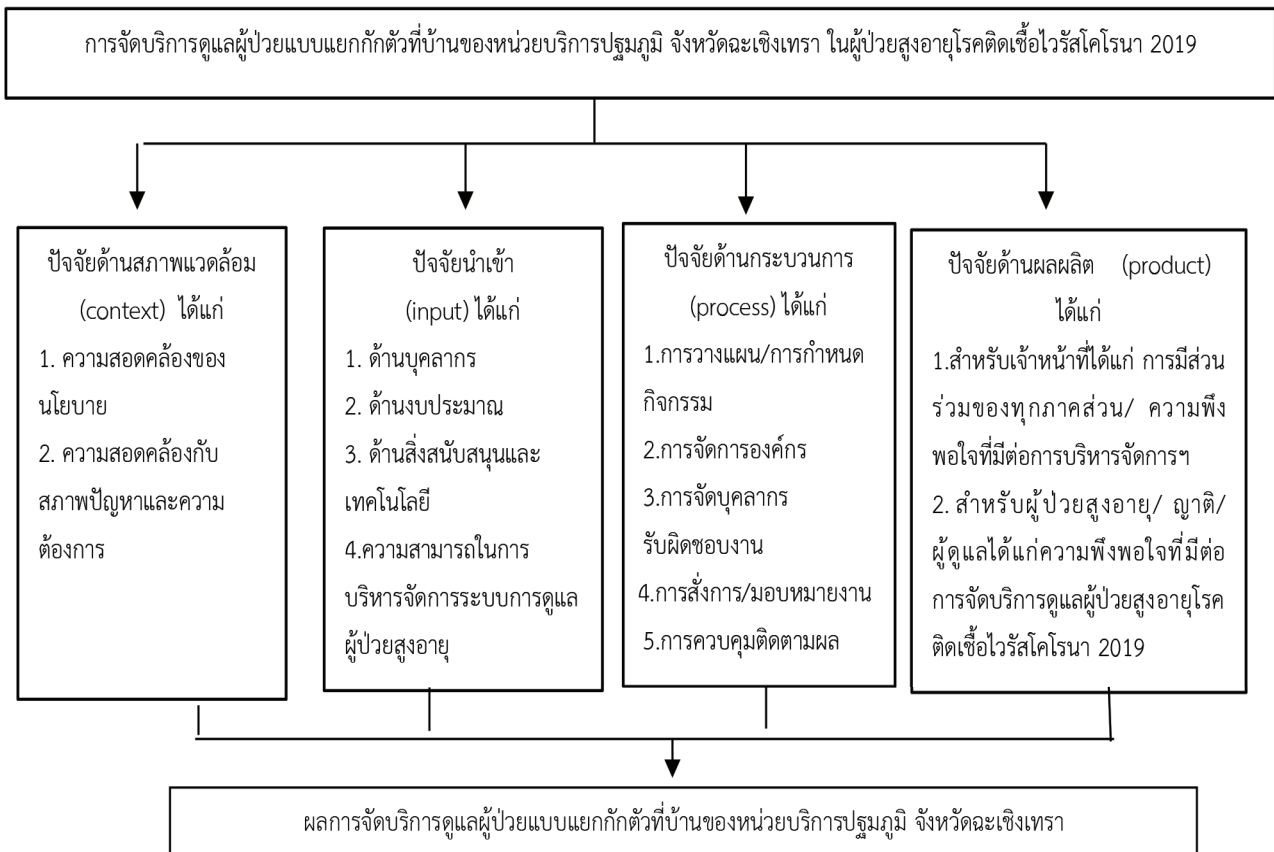 การจัดบริการดูแลผู้ป่วยแบบแยกกักตัวที่บ้านของหน่วยบริการปฐมภูมิ จังหวัดฉะเชิงเทรา ในผู้ป่วยสูงอายุโรคติดเชื้อไวรัสโคโรนา 2019
ปัจจัยด้านสภาพแวดล้อม
(context) ได้แก่
1. ความสอดคล้องของ
นโยบาย
2. ความสอดคล้องกับ
สภาพปัญหาและความ
ต้องการ
ปัจจัยนำเข้า
(input) ได้แก่
1. ด้านบุคลากร
2. ด้านงบประมาณ
3. ด้านสิ่งสนับสนุนและ
เทคโนโลยี
4.ความสามารถในการ
บริหารจัดการระบบการดูแล
ผู้ป่วยสูงอายุ
ปัจจัยด้านกระบวนการ
(process) ได้แก่
1.การวางแผน/การกำหนด
กิจกรรม
2.การจัดการองค์กร
3.การจัดบุคลากร
รับผิดชอบงาน
4.การสั่งการ/มอบหมายงาน
5.การควบคุมติดตามผล
ปัจจัยด้านผลผลิต (product)
ได้แก่
1.สำหรับเจ้าหน้าที่ได้แก่ การมีส่วน
ร่วมของทุกภาคส่วน/ ความพึง
พอใจที่มีต่อการบริหารจัดการฯ
2. สำหรับผู้ป่วยสูงอายุ/ ญาติ/
ผู้ดูแลได้แก่ความพึงพอใจที่มีต่อ
การจัดบริการดูแลผู้ป่วยสูงอายุโรค
ติดเชื้อไวรัสโคโรนา 2019
ผลการจัดบริการดูแลผู้ป่วยแบบแยกกักตัวที่บ้านของหน่วยบริการปฐมภูมิ จังหวัดฉะเชิงเทรา